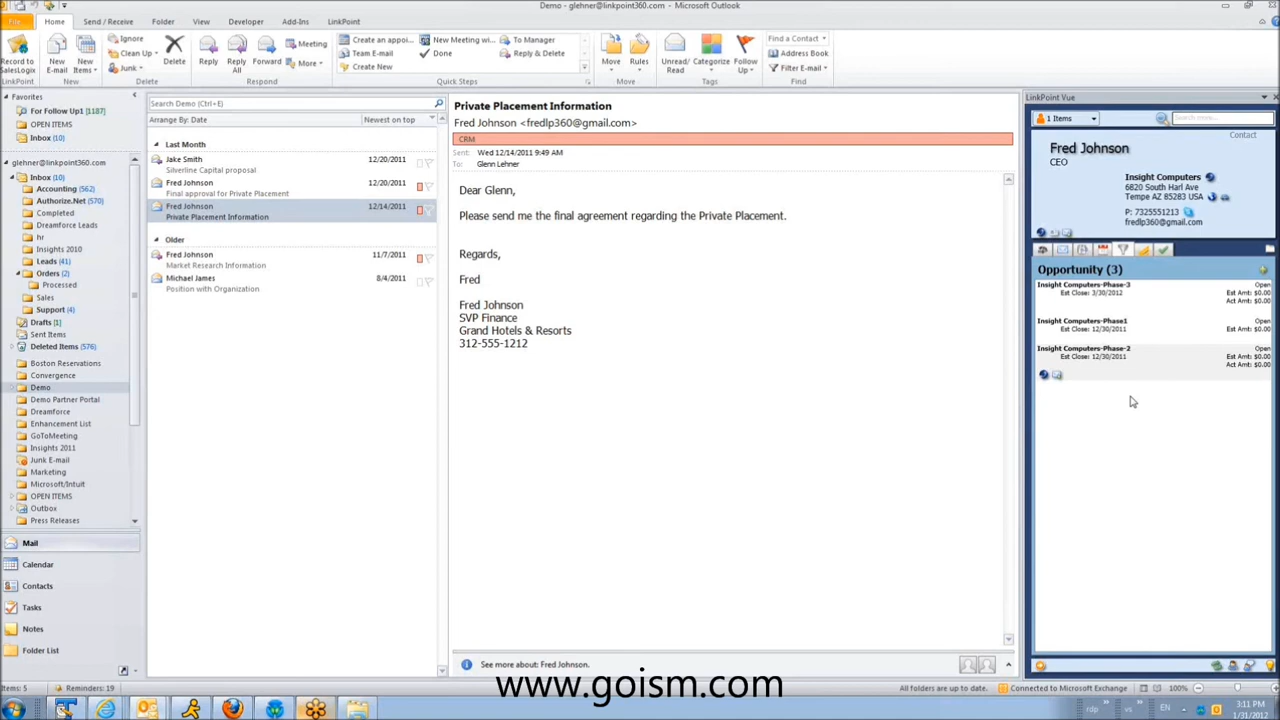 Demo - glehner@linkpoint360.com - Microsoft Outlook
File Home Send / Receive Folder View Developer Add-Ins LinkPoint
Record to SalesLogix
LinkPoint
New E-mail
New Items
New
Ignore
Clean Up
Junk
Delete
Delete
Reply
Reply All
Forward
Meeting
More
Respond
Create an appoi...
Team E-mail
Create New
New Meeting wi...
Done
To Manager
Reply & Delete
Quick Steps
Move
Rules
Move
Unread/ Read
Categorize
Follow Up
Tags
Find a Contact
Address Book
Filter E-mail
Find
Favorites
For Follow Up1 [1187]
OPEN ITEMS
Inbox (10)
glehner@linkpoint360.com
Inbox (10)
Accounting (562)
Authorize.Net (570)
Completed
Dreamforce Leads
hr
Insights 2010
Leads (41)
Orders (2)
Processed
Sales
Support (4)
Drafts (1)
Sent Items
Deleted Items (576)
Boston Reservations
Convergence
Demo
Demo Partner Portal
Dreamforce
Enhancement List
GoToMeeting
Insights 2011
Junk E-mail
Marketing
Microsoft/Intuit
OPEN ITEMS
Outbox
Press Releases
Mail
Calendar
Contacts
Tasks
Notes
Folder List
Search Demo (Ctrl+E)
Arrange By: Date Newest on top
Last Month
Jake Smith 12/20/2011
Silverline Capital proposal
Fred Johnson 12/20/2011
Final approval for Private Placement
Fred Johnson 12/14/2011
Private Placement Information
Older
Fred Johnson 11/7/2011
Market Research Information
Michael James 8/4/2011
Position with Organization
Private Placement Information
Fred Johnson <fredlp360@gmail.com>
CRM
Sent: Wed 12/14/2011 9:49 AM
To: Glenn Lehner
Dear Glenn,
Please send me the final agreement regarding the Private Placement.
Regards,
Fred
Fred Johnson
SVP Finance
Grand Hotels & Resorts
312-555-1212
See more about: Fred Johnson.
LinkPoint Vue
1 Items
Search more...
Contact
Fred Johnson
CEO
Insight Computers
6820 South Harl Ave
Tempe AZ 85283 USA
P: 7325551213
fredlp360@gmail.com
Opportunity (3)
Insight Computers-Phase-3 Open
Est Close: 3/30/2012 Est Amt: $0.00
Act Amt: $0.00
Insight Computers-Phase1 Open
Est Close: 12/30/2011 Est Amt: $0.00
Insight Computers-Phase-2 Open
Est Close: 12/30/2011 Est Amt: $0.00
Act Amt: $0.00
www.goism.com
Items: 5 Reminders: 19
All folders are up to date. Connected to Microsoft Exchange 100%
rdp vs EN 3:11 PM
1/31/2012